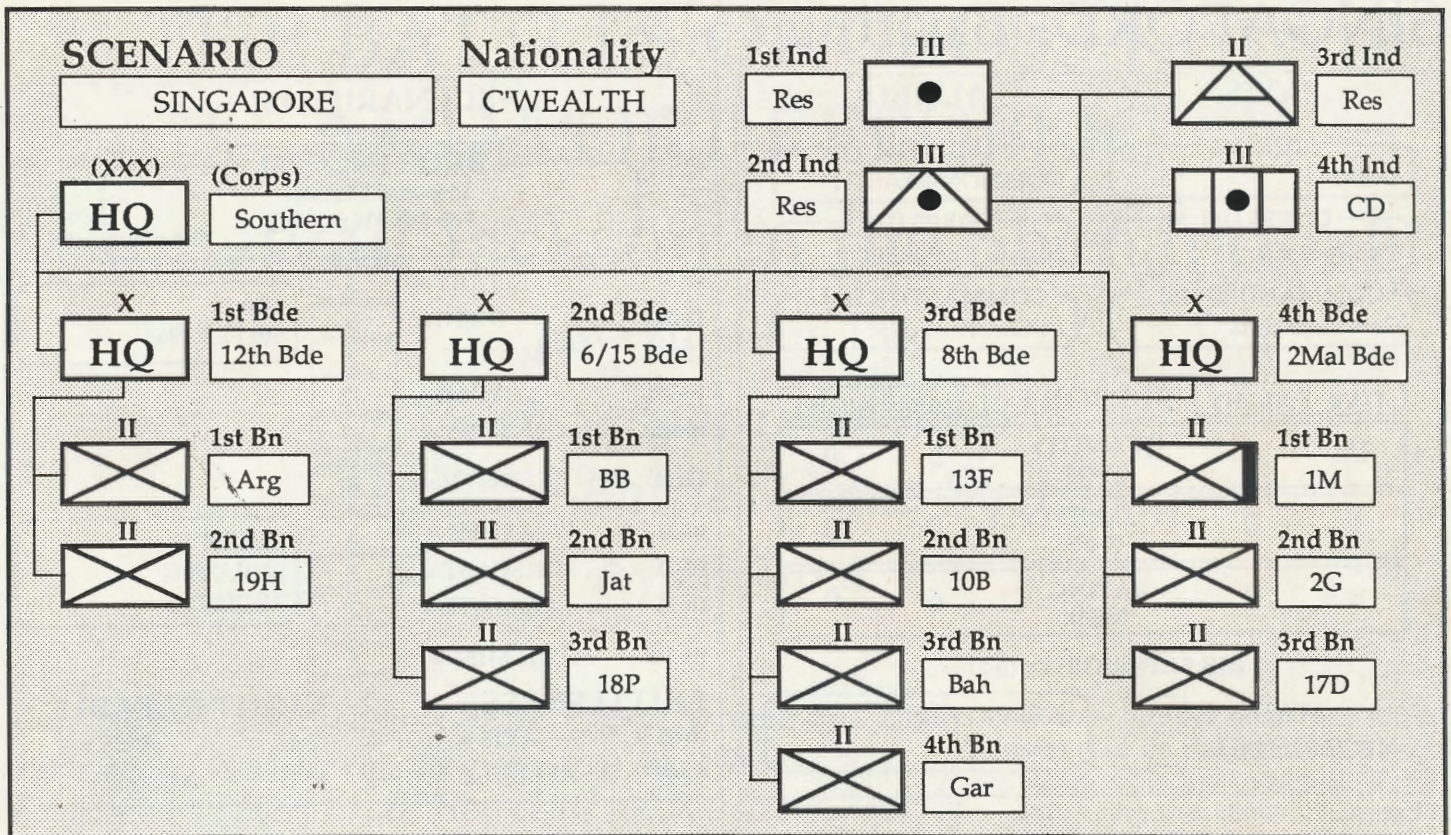 SCENARIO
Nationality
SINGAPORE
C'WEALTH
1st Ind
Res
III
II
3rd Ind
Res
2nd Ind
Res
III
III
4th Ind
CD
(XXX)
HQ
(Corps)
Southern
X
HQ
1st Bde
12th Bde
II
1st Bn
Arg
II
2nd Bn
19H
X
HQ
2nd Bde
6/15 Bde
II
1st Bn
BB
II
2nd Bn
Jat
II
3rd Bn
18P
X
HQ
3rd Bde
8th Bde
II
1st Bn
13F
II
2nd Bn
10B
II
3rd Bn
Bah
II
4th Bn
Gar
X
HQ
4th Bde
2Mal Bde
II
1st Bn
1M
II
2nd Bn
2G
II
3rd Bn
17D